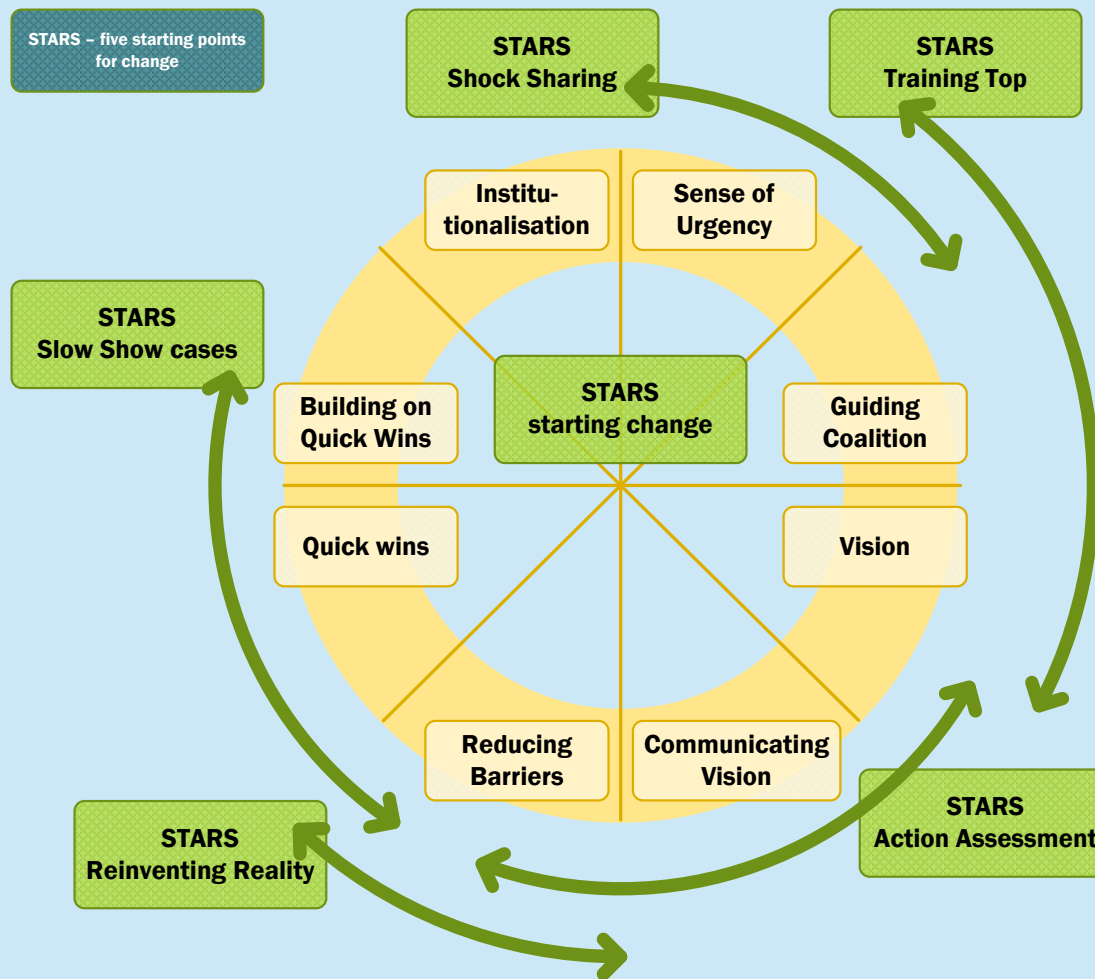 STARS – five starting points
for change
STARS
Shock Sharing
STARS
Training Top
Institu-
tionalisation
Sense of
Urgency
STARS
Slow Show cases
STARS
starting change
Building on
Quick Wins
Guiding
Coalition
Quick wins
Vision
Reducing
Barriers
Communicating
Vision
STARS
Action Assessment
STARS
Reinventing Reality